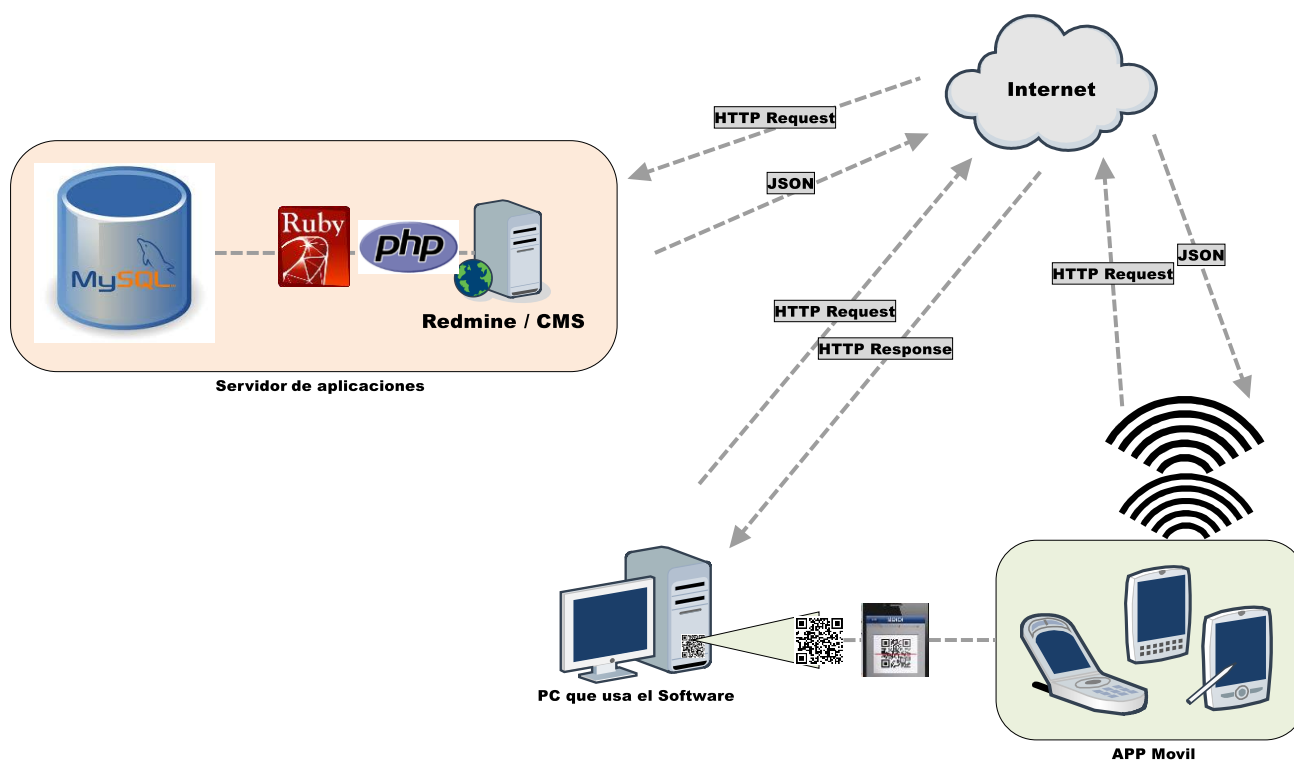 Internet
HTTP Request
JSON
Ruby
php
MySQL
Redmine / CMS
Servidor de aplicaciones
HTTP Request
JSON
HTTP Request
HTTP Response
PC que usa el Software
APP Movil